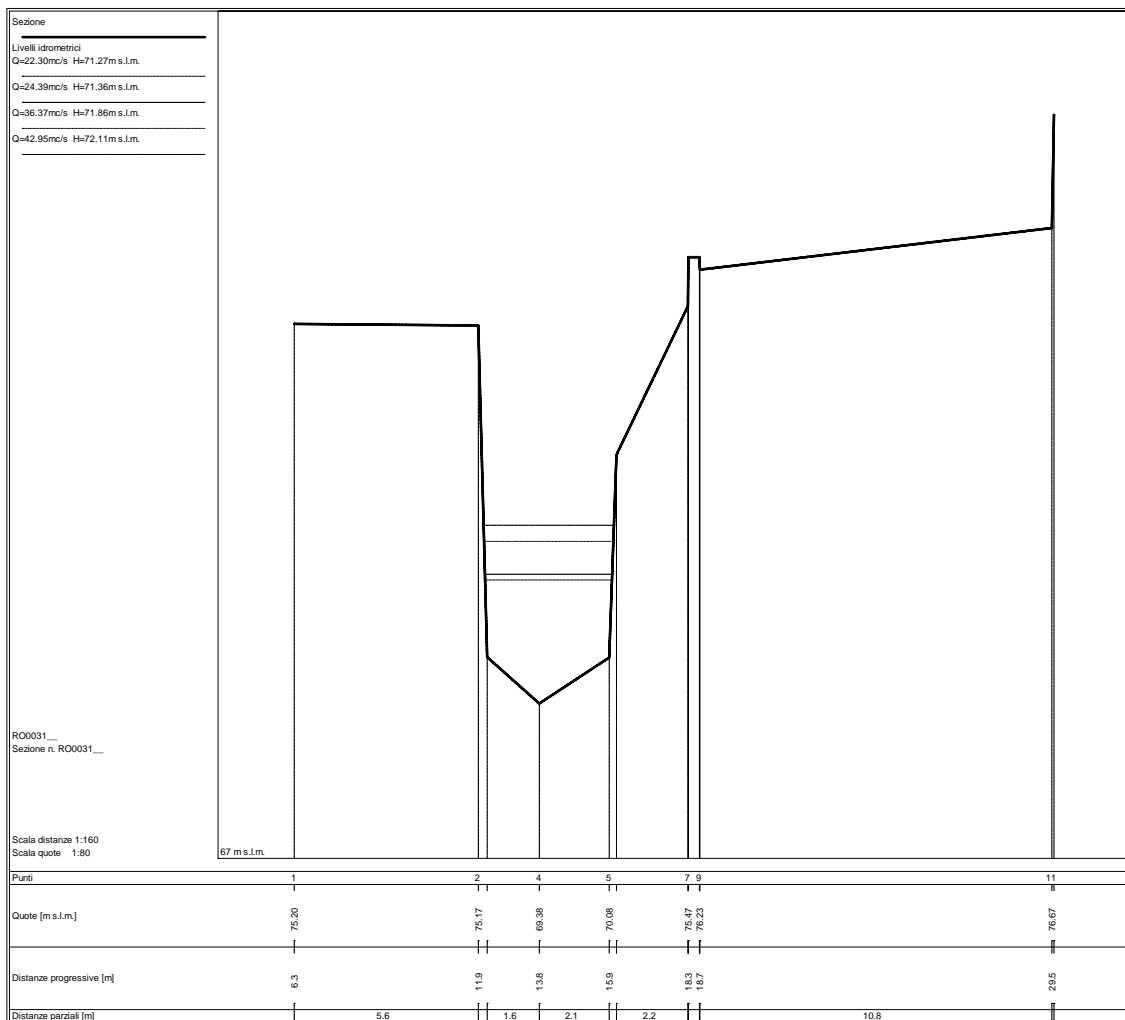 Sezione
Livelli idrometrici
Q=22.30mc/s H=71.27m s.l.m.
Q=24.39mc/s H=71.36m s.l.m.
Q=36.37mc/s H=71.86m s.l.m.
Q=42.95mc/s H=72.11m s.l.m.
RO0031__
Sezione n. RO0031__
Scala distanze 1:160
Scala quote 1:80
67 m s.l.m.
Punti 1 2 4 5 7 9 11
Quote [m s.l.m.] 75.20 75.17 69.38 70.08 75.47 76.23 76.67
Distanze progressive [m] 6.3 11.9 13.8 15.9 18.3 18.7 29.5
Distanze parziali [m] 5.6 1.6 2.1 2.2 10.8